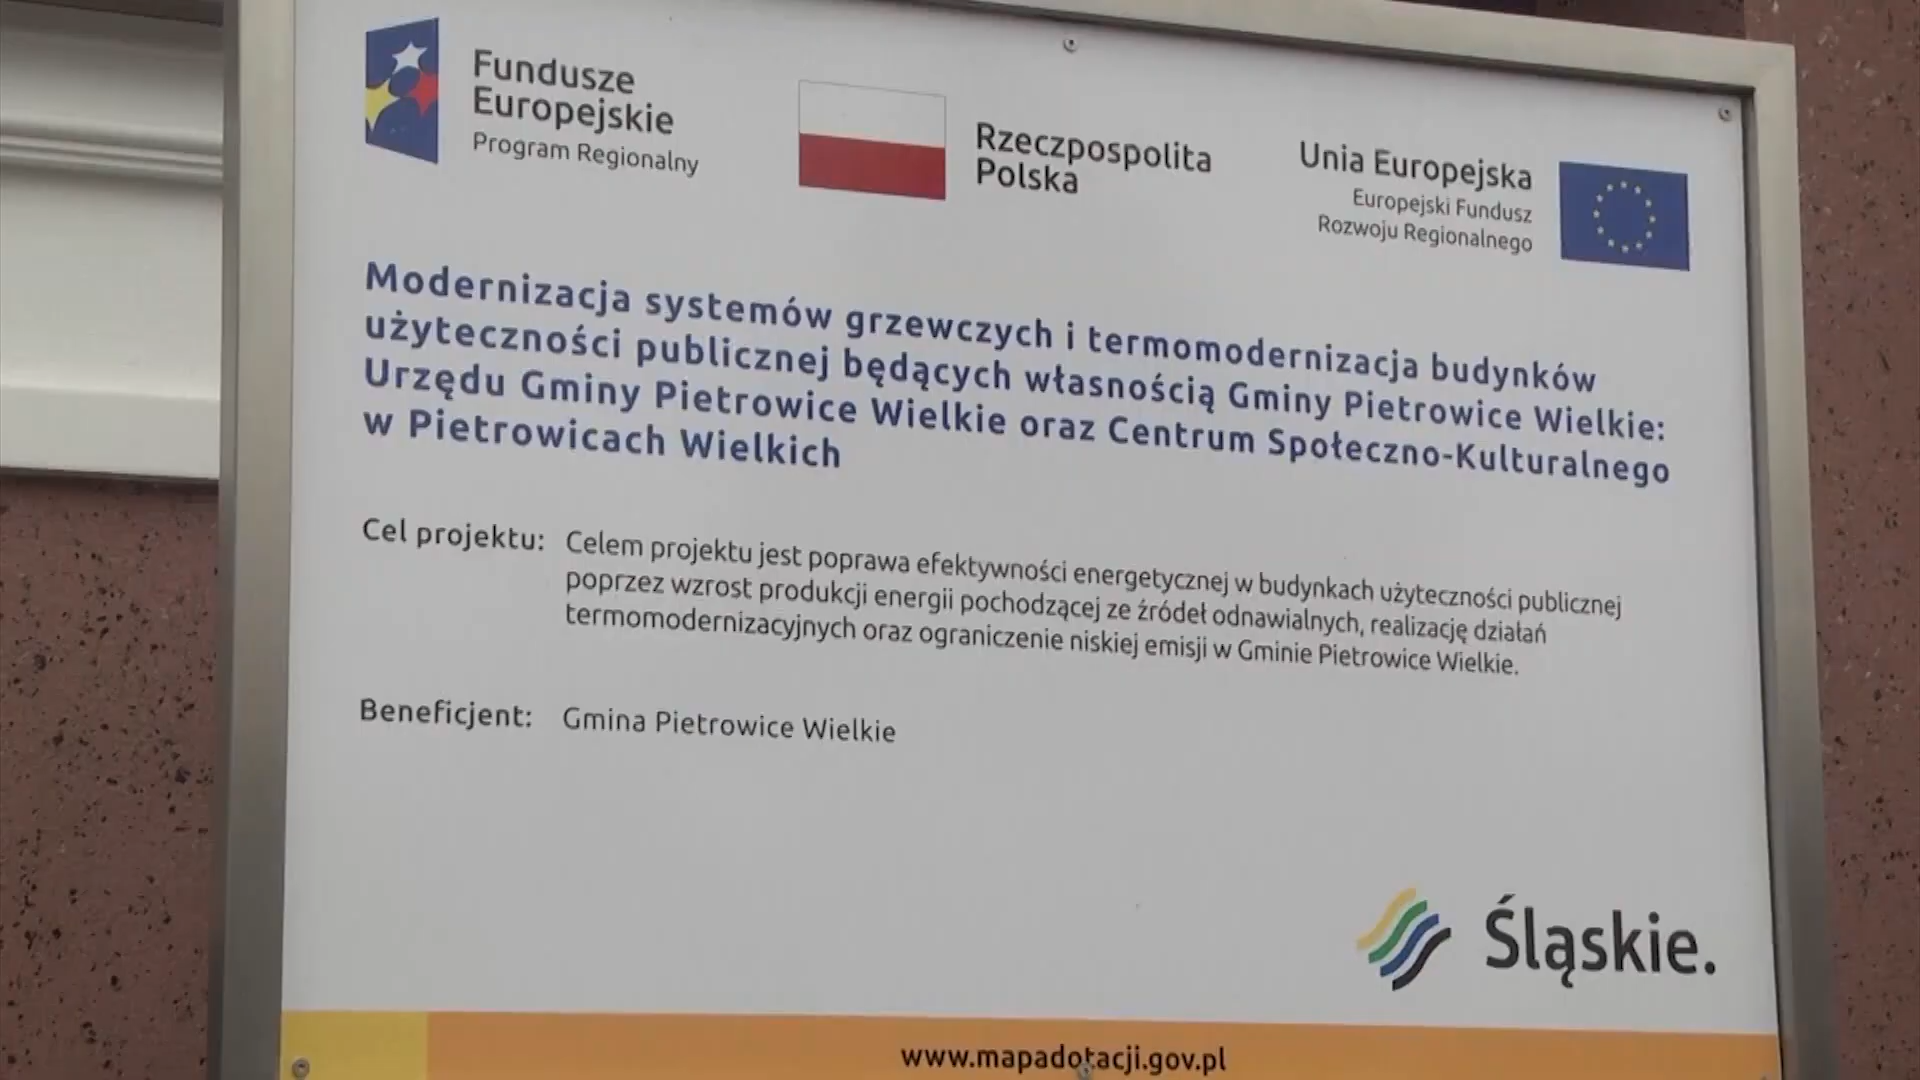 Fundusze
Europejskie
Program Regionalny
Rzeczpospolita
Polska
Unia Europejska
Europejski Fundusz
Rozwoju Regionalnego
Modernizacja systemów grzewczych i termomodernizacja budynków
użyteczności publicznej będących własnością Gminy Pietrowice Wielkie:
Urzędu Gminy Pietrowice Wielkie oraz Centrum Społeczno-Kulturalnego
w Pietrowicach Wielkich
Cel projektu: Celem projektu jest poprawa efektywności energetycznej w budynkach użyteczności publicznej
poprzez wzrost produkcji energii pochodzącej ze źródeł odnawialnych, realizację działań
termomodernizacyjnych oraz ograniczenie niskiej emisji w Gminie Pietrowice Wielkie.
Beneficjent: Gmina Pietrowice Wielkie
Śląskie.
www.mapadotacji.gov.pl